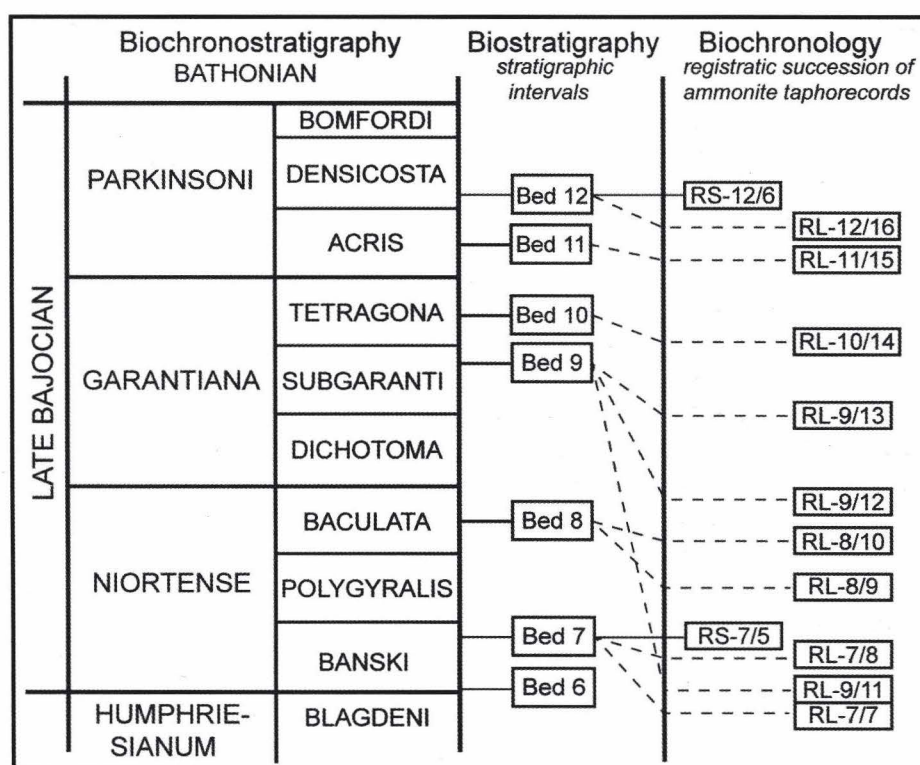 Biochronostratigraphy
BATHONIAN
Biostratigraphy
stratigraphic
intervals
Biochronology
registratic succession of
ammonite taphorecords
LATE BAJOCIAN
PARKINSONI
GARANTIANA
NIORTENSE
HUMPHRIE-
SIANUM
BOMFORDI
DENSICOSTA
ACRIS
TETRAGONA
SUBGARANTI
DICHOTOMA
BACULATA
POLYGYRALIS
BANSKI
BLAGDENI
Bed 12
Bed 11
Bed 10
Bed 9
Bed 8
Bed 7
Bed 6
RS-12/6
RS-7/5
RL-12/16
RL-11/15
RL-10/14
RL-9/13
RL-9/12
RL-8/10
RL-8/9
RL-7/8
RL-9/11
RL-7/7